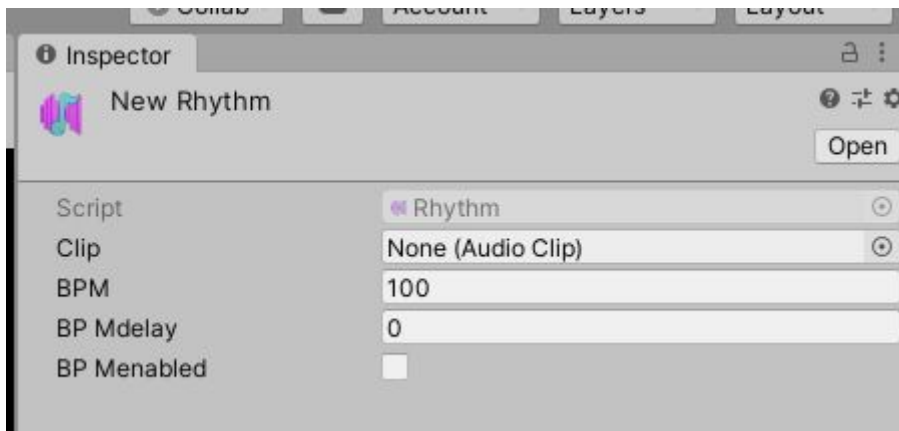 Collab Account Layers Layout
Inspector
New Rhythm
Open
Script Rhythm
Clip None (Audio Clip)
BPM 100
BP Mdelay 0
BP Menabled